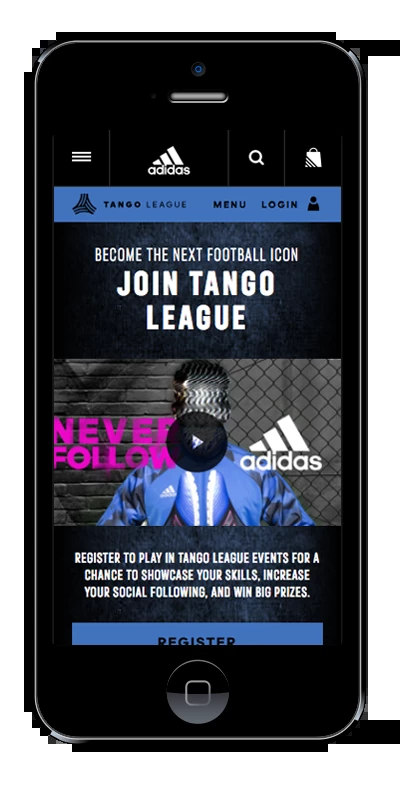 adidas
TANGO LEAGUE MENU LOGIN
BECOME THE NEXT FOOTBALL ICON
JOIN TANGO
LEAGUE
NEVER
FOLLOW
adidas
REGISTER TO PLAY IN TANGO LEAGUE EVENTS FOR A
CHANCE TO SHOWCASE YOUR SKILLS, INCREASE
YOUR SOCIAL FOLLOWING, AND WIN BIG PRIZES.
REGISTER